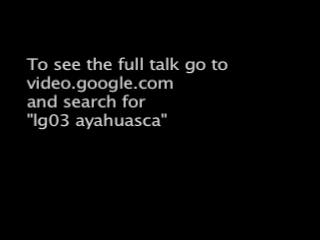 To see the full talk go to
video.google.com
and search for
"lg03 ayahuasca"